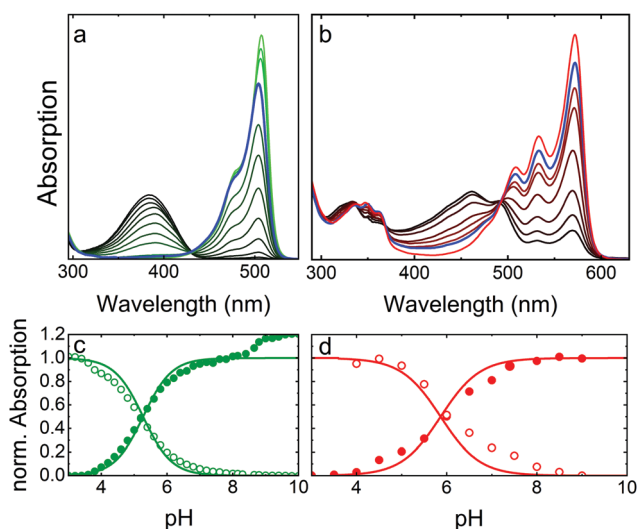 a
b
Absorption
300 400 500
300 400 500 600
Wavelength (nm)
Wavelength (nm)
c
d
norm. Absorption
1.2
1.0
0.8
0.6
0.4
0.2
0.0
4 6 8 10
4 6 8 10
pH
pH